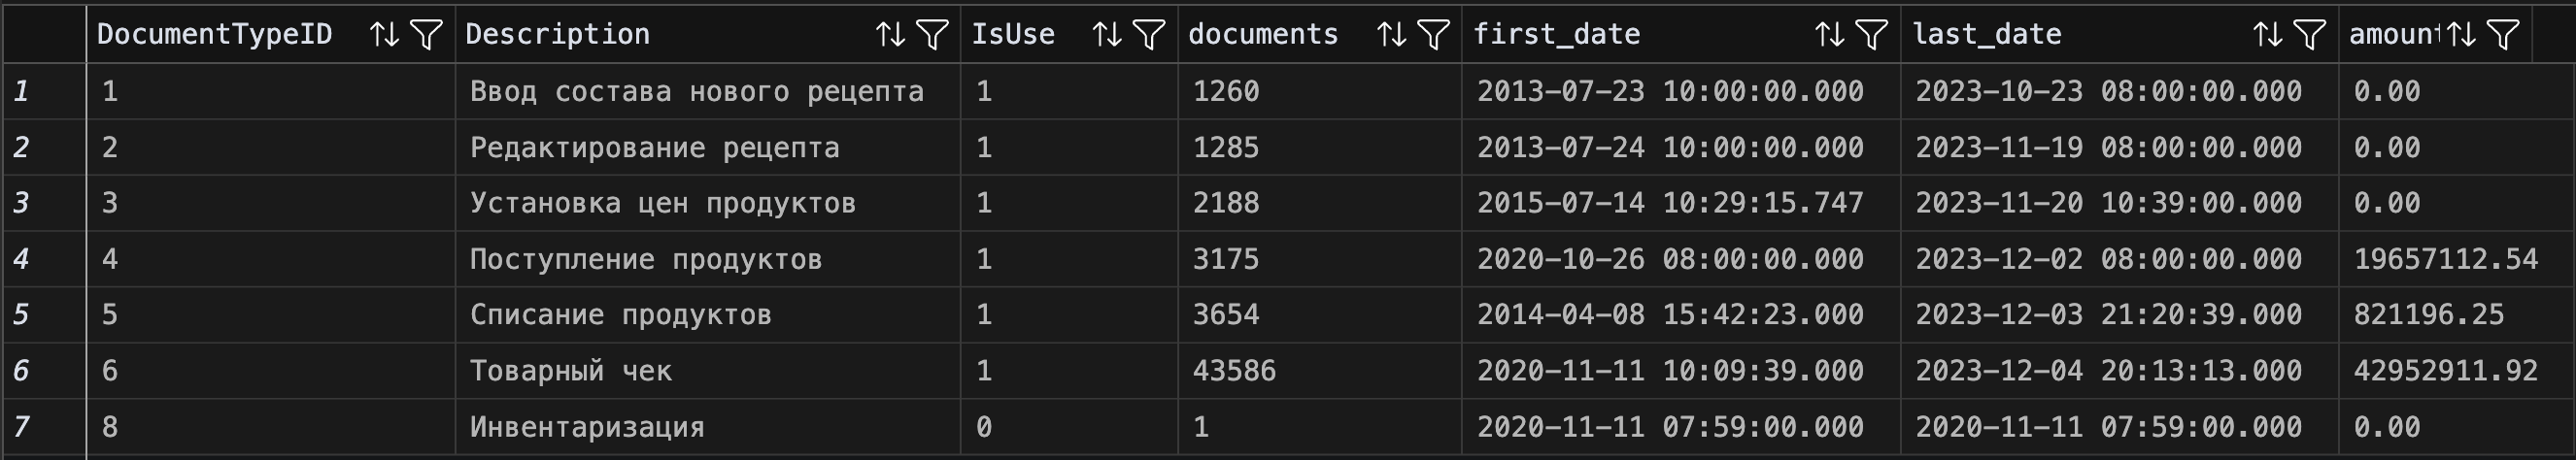 DocumentTypeID Description IsUse documents first_date last_date amount
1 1 Ввод состава нового рецепта 1 1260 2013-07-23 10:00:00.000 2023-10-23 08:00:00.000 0.00
2 2 Редактирование рецепта 1 1285 2013-07-24 10:00:00.000 2023-11-19 08:00:00.000 0.00
3 3 Установка цен продуктов 1 2188 2015-07-14 10:29:15.747 2023-11-20 10:39:00.000 0.00
4 4 Поступление продуктов 1 3175 2020-10-26 08:00:00.000 2023-12-02 08:00:00.000 19657112.54
5 5 Списание продуктов 1 3654 2014-04-08 15:42:23.000 2023-12-03 21:20:39.000 821196.25
6 6 Товарный чек 1 43586 2020-11-11 10:09:39.000 2023-12-04 20:13:13.000 42952911.92
7 8 Инвентаризация 0 1 2020-11-11 07:59:00.000 2020-11-11 07:59:00.000 0.00